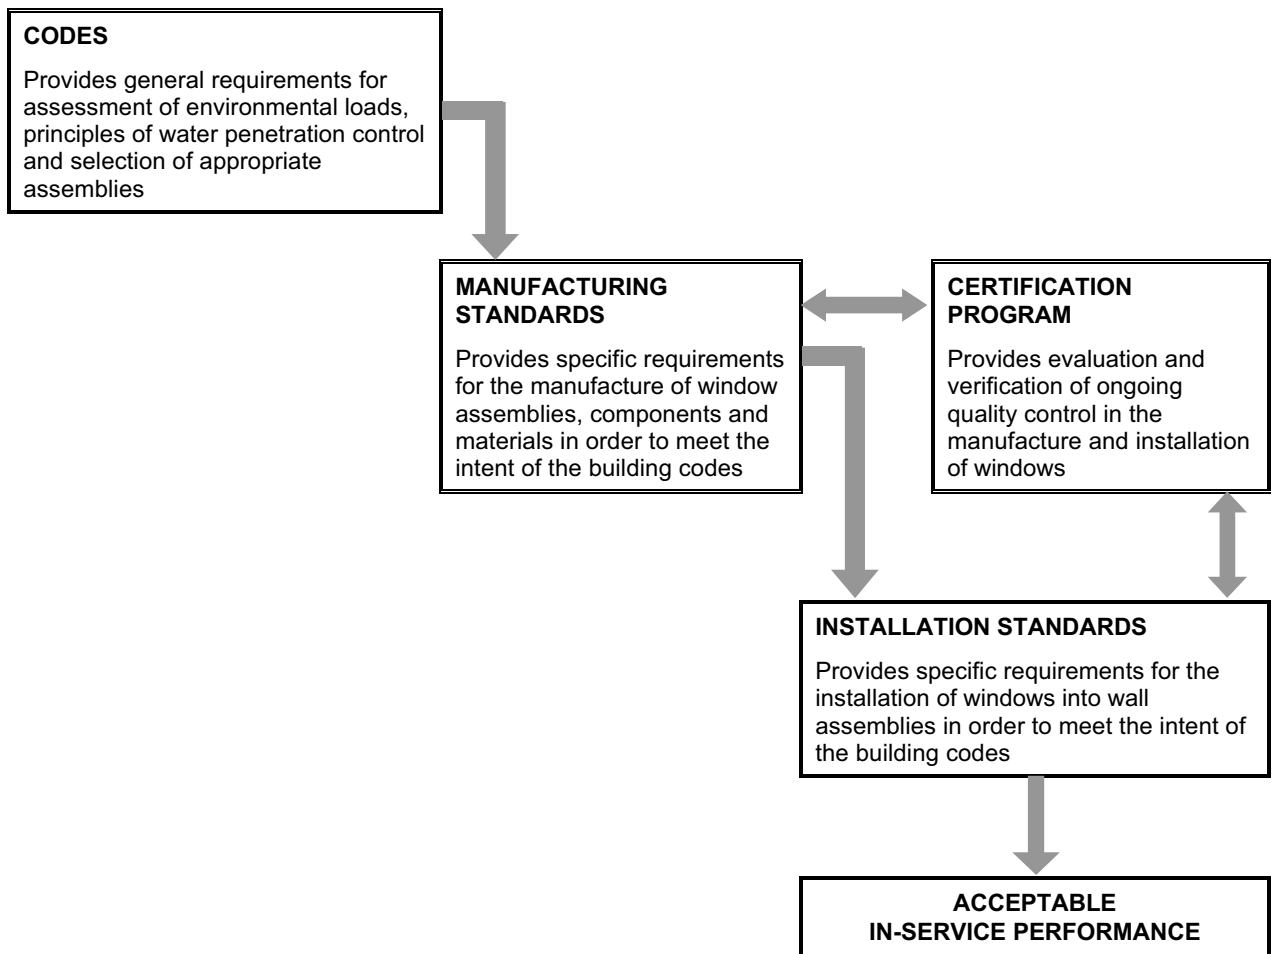 CODES
Provides general requirements for
assessment of environmental loads,
principles of water penetration control
and selection of appropriate
assemblies
MANUFACTURING
STANDARDS
Provides specific requirements
for the manufacture of window
assemblies, components and
materials in order to meet the
intent of the building codes
CERTIFICATION
PROGRAM
Provides evaluation and
verification of ongoing
quality control in the
manufacture and installation
of windows
INSTALLATION STANDARDS
Provides specific requirements for the
installation of windows into wall
assemblies in order to meet the intent of
the building codes
ACCEPTABLE
IN-SERVICE PERFORMANCE